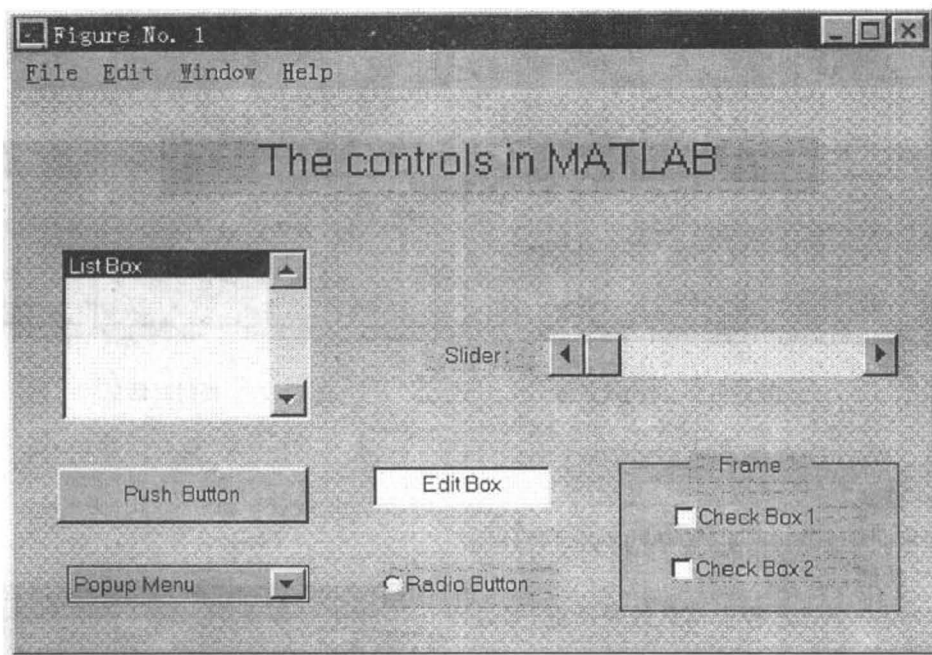 Figure No. 1
File Edit Window Help
The controls in MATLAB
List Box
Slider:
Push Button
Edit Box
Frame
Check Box 1
Popup Menu
Radio Button
Check Box 2